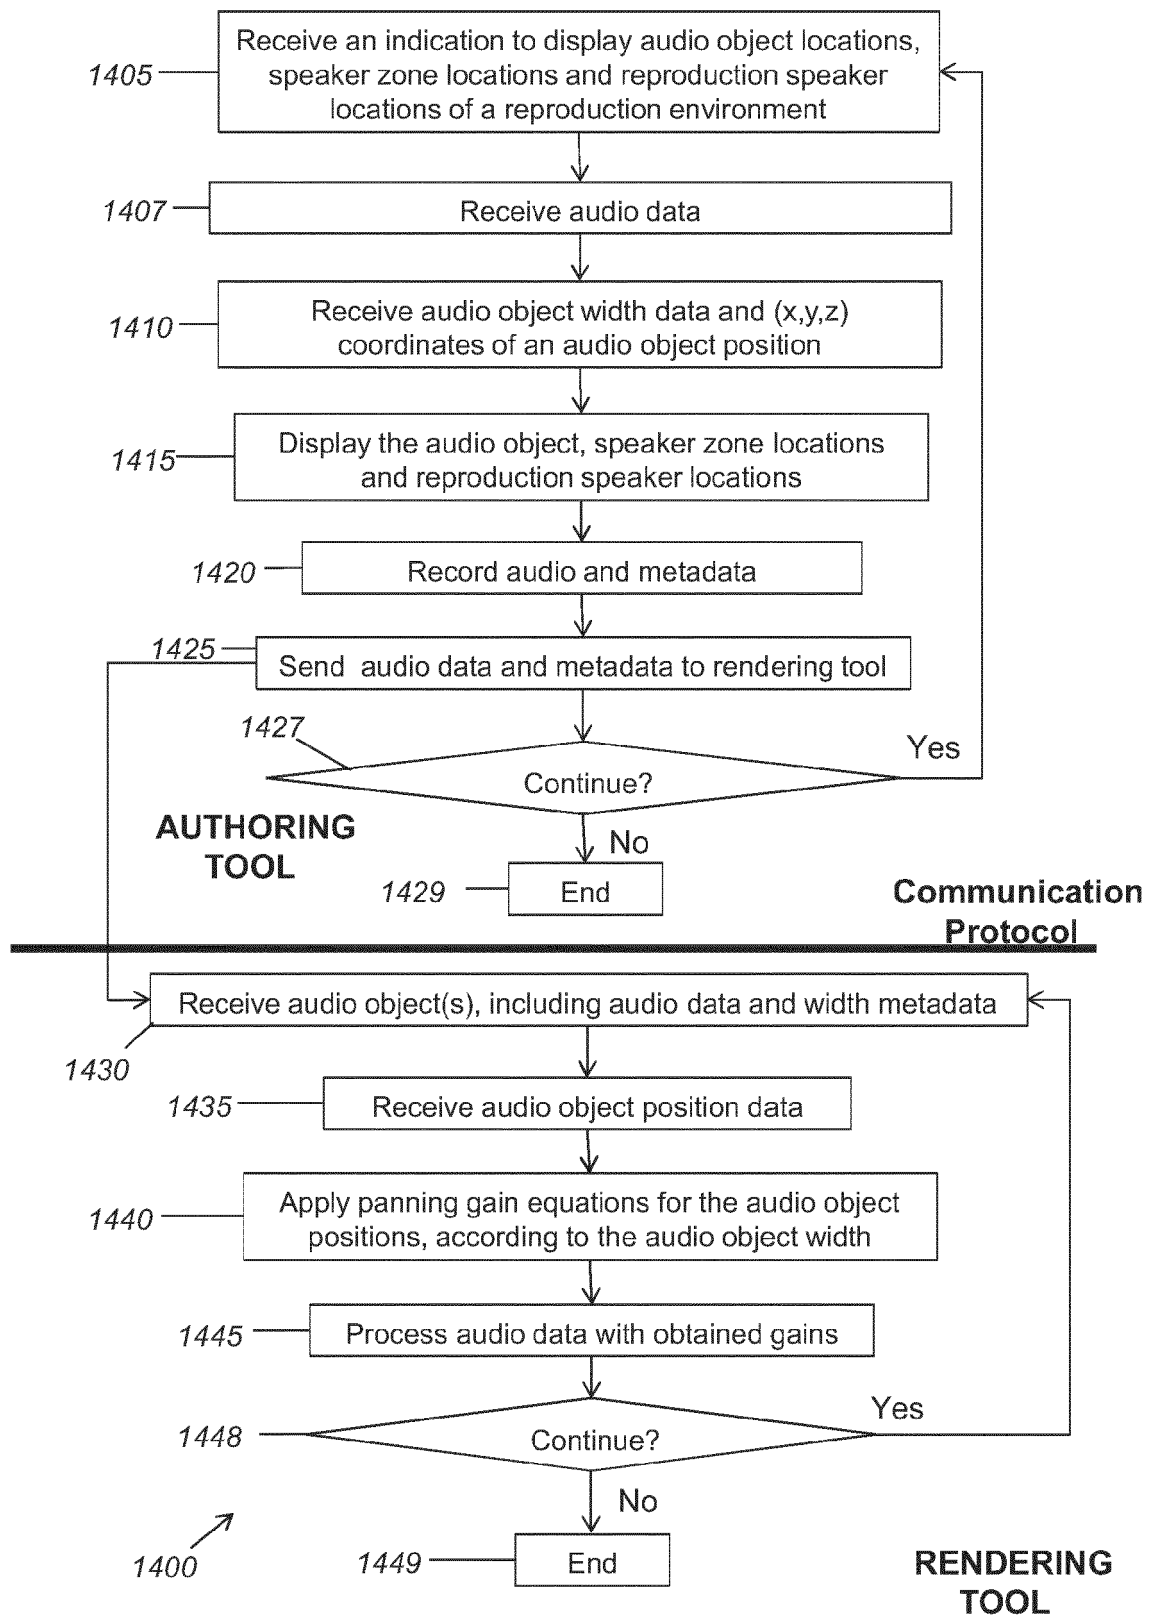 Receive an indication to display audio object locations,
1405
speaker zone locations and reproduction speaker
locations of a reproduction environment
1407
Receive audio data
1410
Receive audio object width data and (x,y,z)
coordinates of an audio object position
1415
Display the audio object, speaker zone locations
and reproduction speaker locations
1420
Record audio and metadata
1425
Send audio data and metadata to rendering tool
1427
Continue?
Yes
No
AUTHORING
TOOL
1429
End
Communication
Protocol
Receive audio object(s), including audio data and width metadata
1430
1435
Receive audio object position data
1440
Apply panning gain equations for the audio object
positions, according to the audio object width
1445
Process audio data with obtained gains
1448
Continue?
Yes
No
1400
1449
End
RENDERING
TOOL